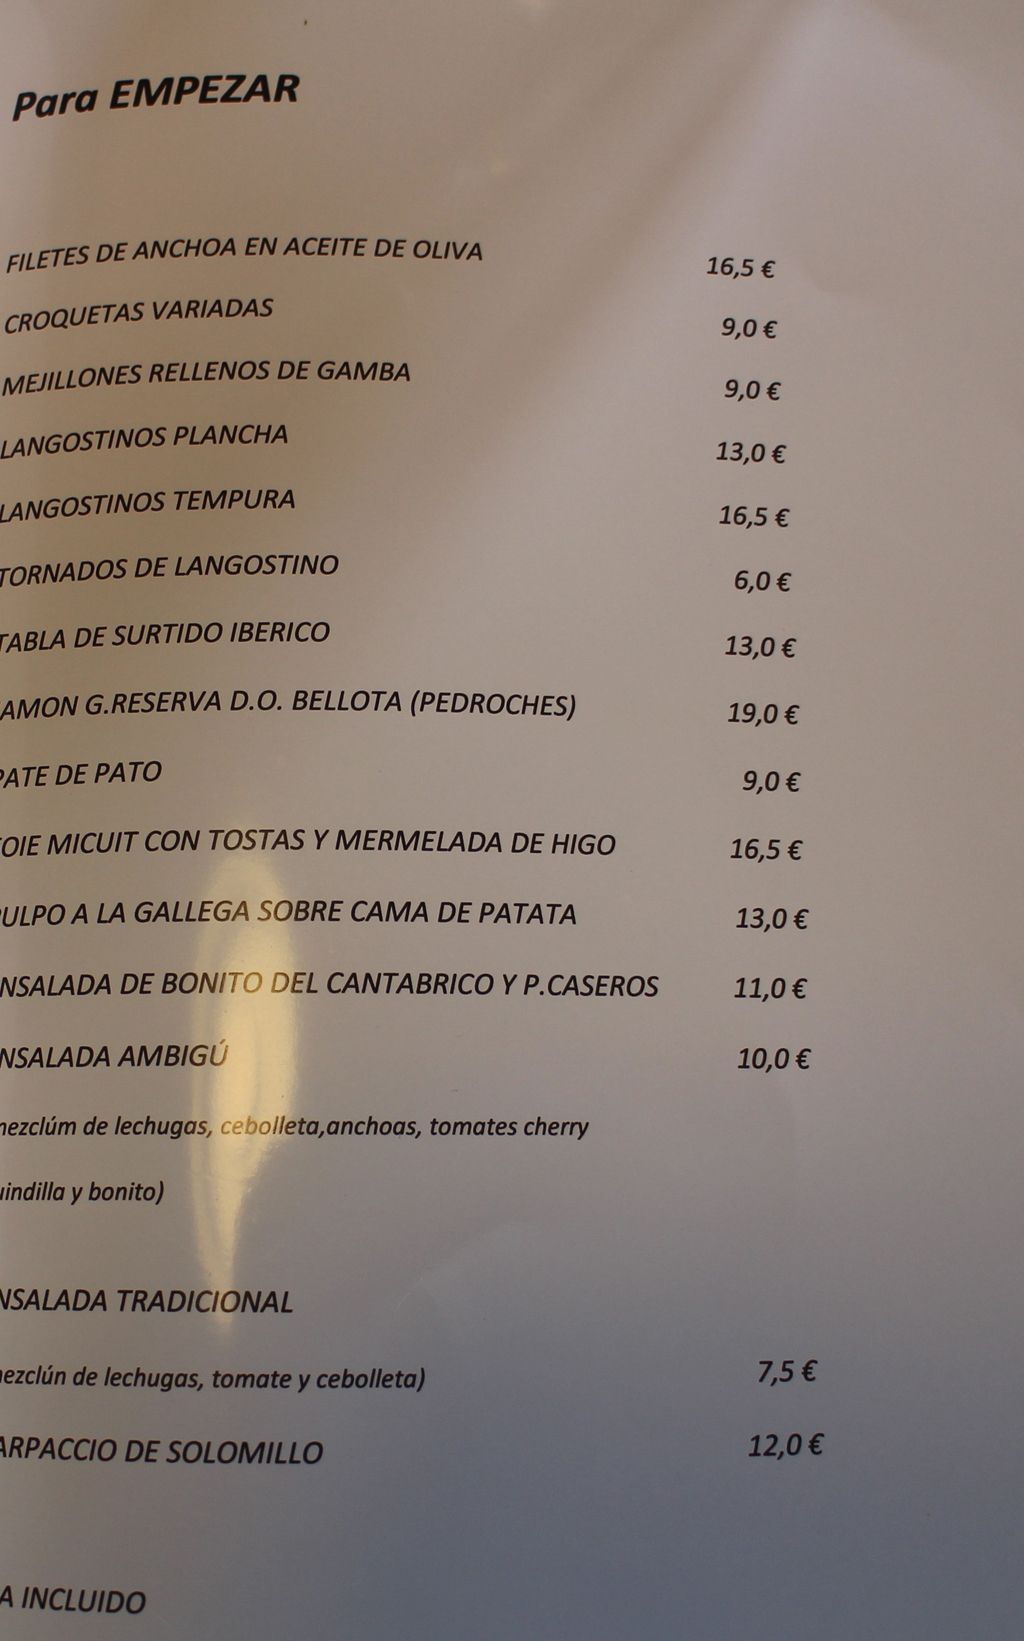 Para EMPEZAR
FILETES DE ANCHOA EN ACEITE DE OLIVA 16,5 €
CROQUETAS VARIADAS 9,0 €
MEJILLONES RELLENOS DE GAMBA 9,0 €
LANGOSTINOS PLANCHA 13,0 €
LANGOSTINOS TEMPURA 16,5 €
TORNADOS DE LANGOSTINO 6,0 €
TABLA DE SURTIDO IBERICO 13,0 €
AMON G.RESERVA D.O. BELLOTA (PEDROCHES) 19,0 €
PATE DE PATO 9,0 €
OIE MICUIT CON TOSTAS Y MERMELADA DE HIGO 16,5 €
ULPO A LA GALLEGA SOBRE CAMA DE PATATA 13,0 €
NSALADA DE BONITO DEL CANTABRICO Y P.CASEROS 11,0 €
NSALADA AMBIGÚ 10,0 €
mezclúm de lechugas, cebolleta,anchoas, tomates cherry
uindilla y bonito)
NSALADA TRADICIONAL
mezclún de lechugas, tomate y cebolleta) 7,5 €
ARPACCIO DE SOLOMILLO 12,0 €
A INCLUIDO